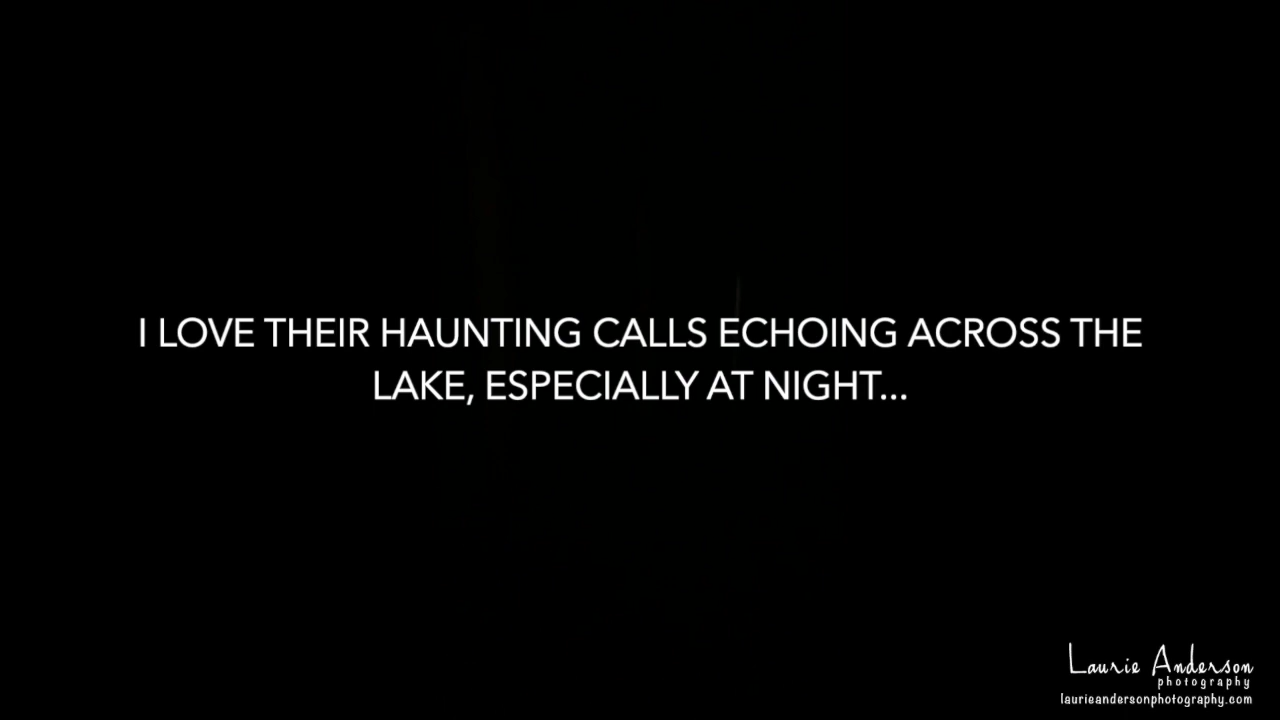 I LOVE THEIR HAUNTING CALLS ECHOING ACROSS THE
LAKE, ESPECIALLY AT NIGHT...
Laurie Anderson
photography
laurieandersonphotography.com